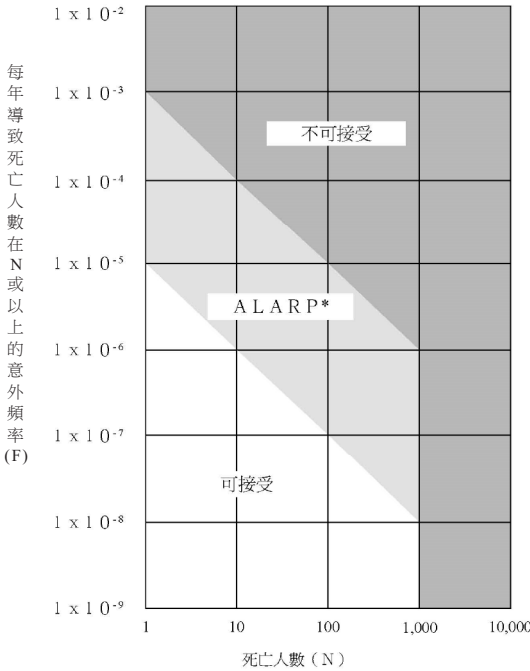 每年導致死亡人數在N或以上的意外頻率(F)
1 x 10⁻²
1 x 10⁻³
1 x 10⁻⁴
1 x 10⁻⁵
1 x 10⁻⁶
1 x 10⁻⁷
1 x 10⁻⁸
1 x 10⁻⁹
不可接受
ALARP*
可接受
1 10 100 1,000 10,000
死亡人數（N）